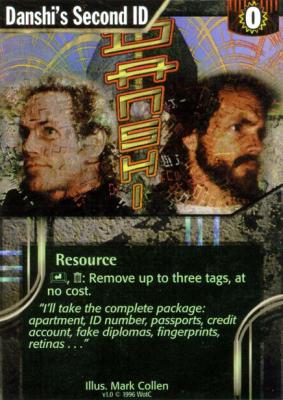 Danshi's Second ID
0
DANSHI
Resource
: Remove up to three tags, at
no cost.
"I'll take the complete package:
apartment, ID number, passports, credit
account, fake diplomas, fingerprints,
retinas . . ."
Illus. Mark Collen
v1.0 © 1996 WotC